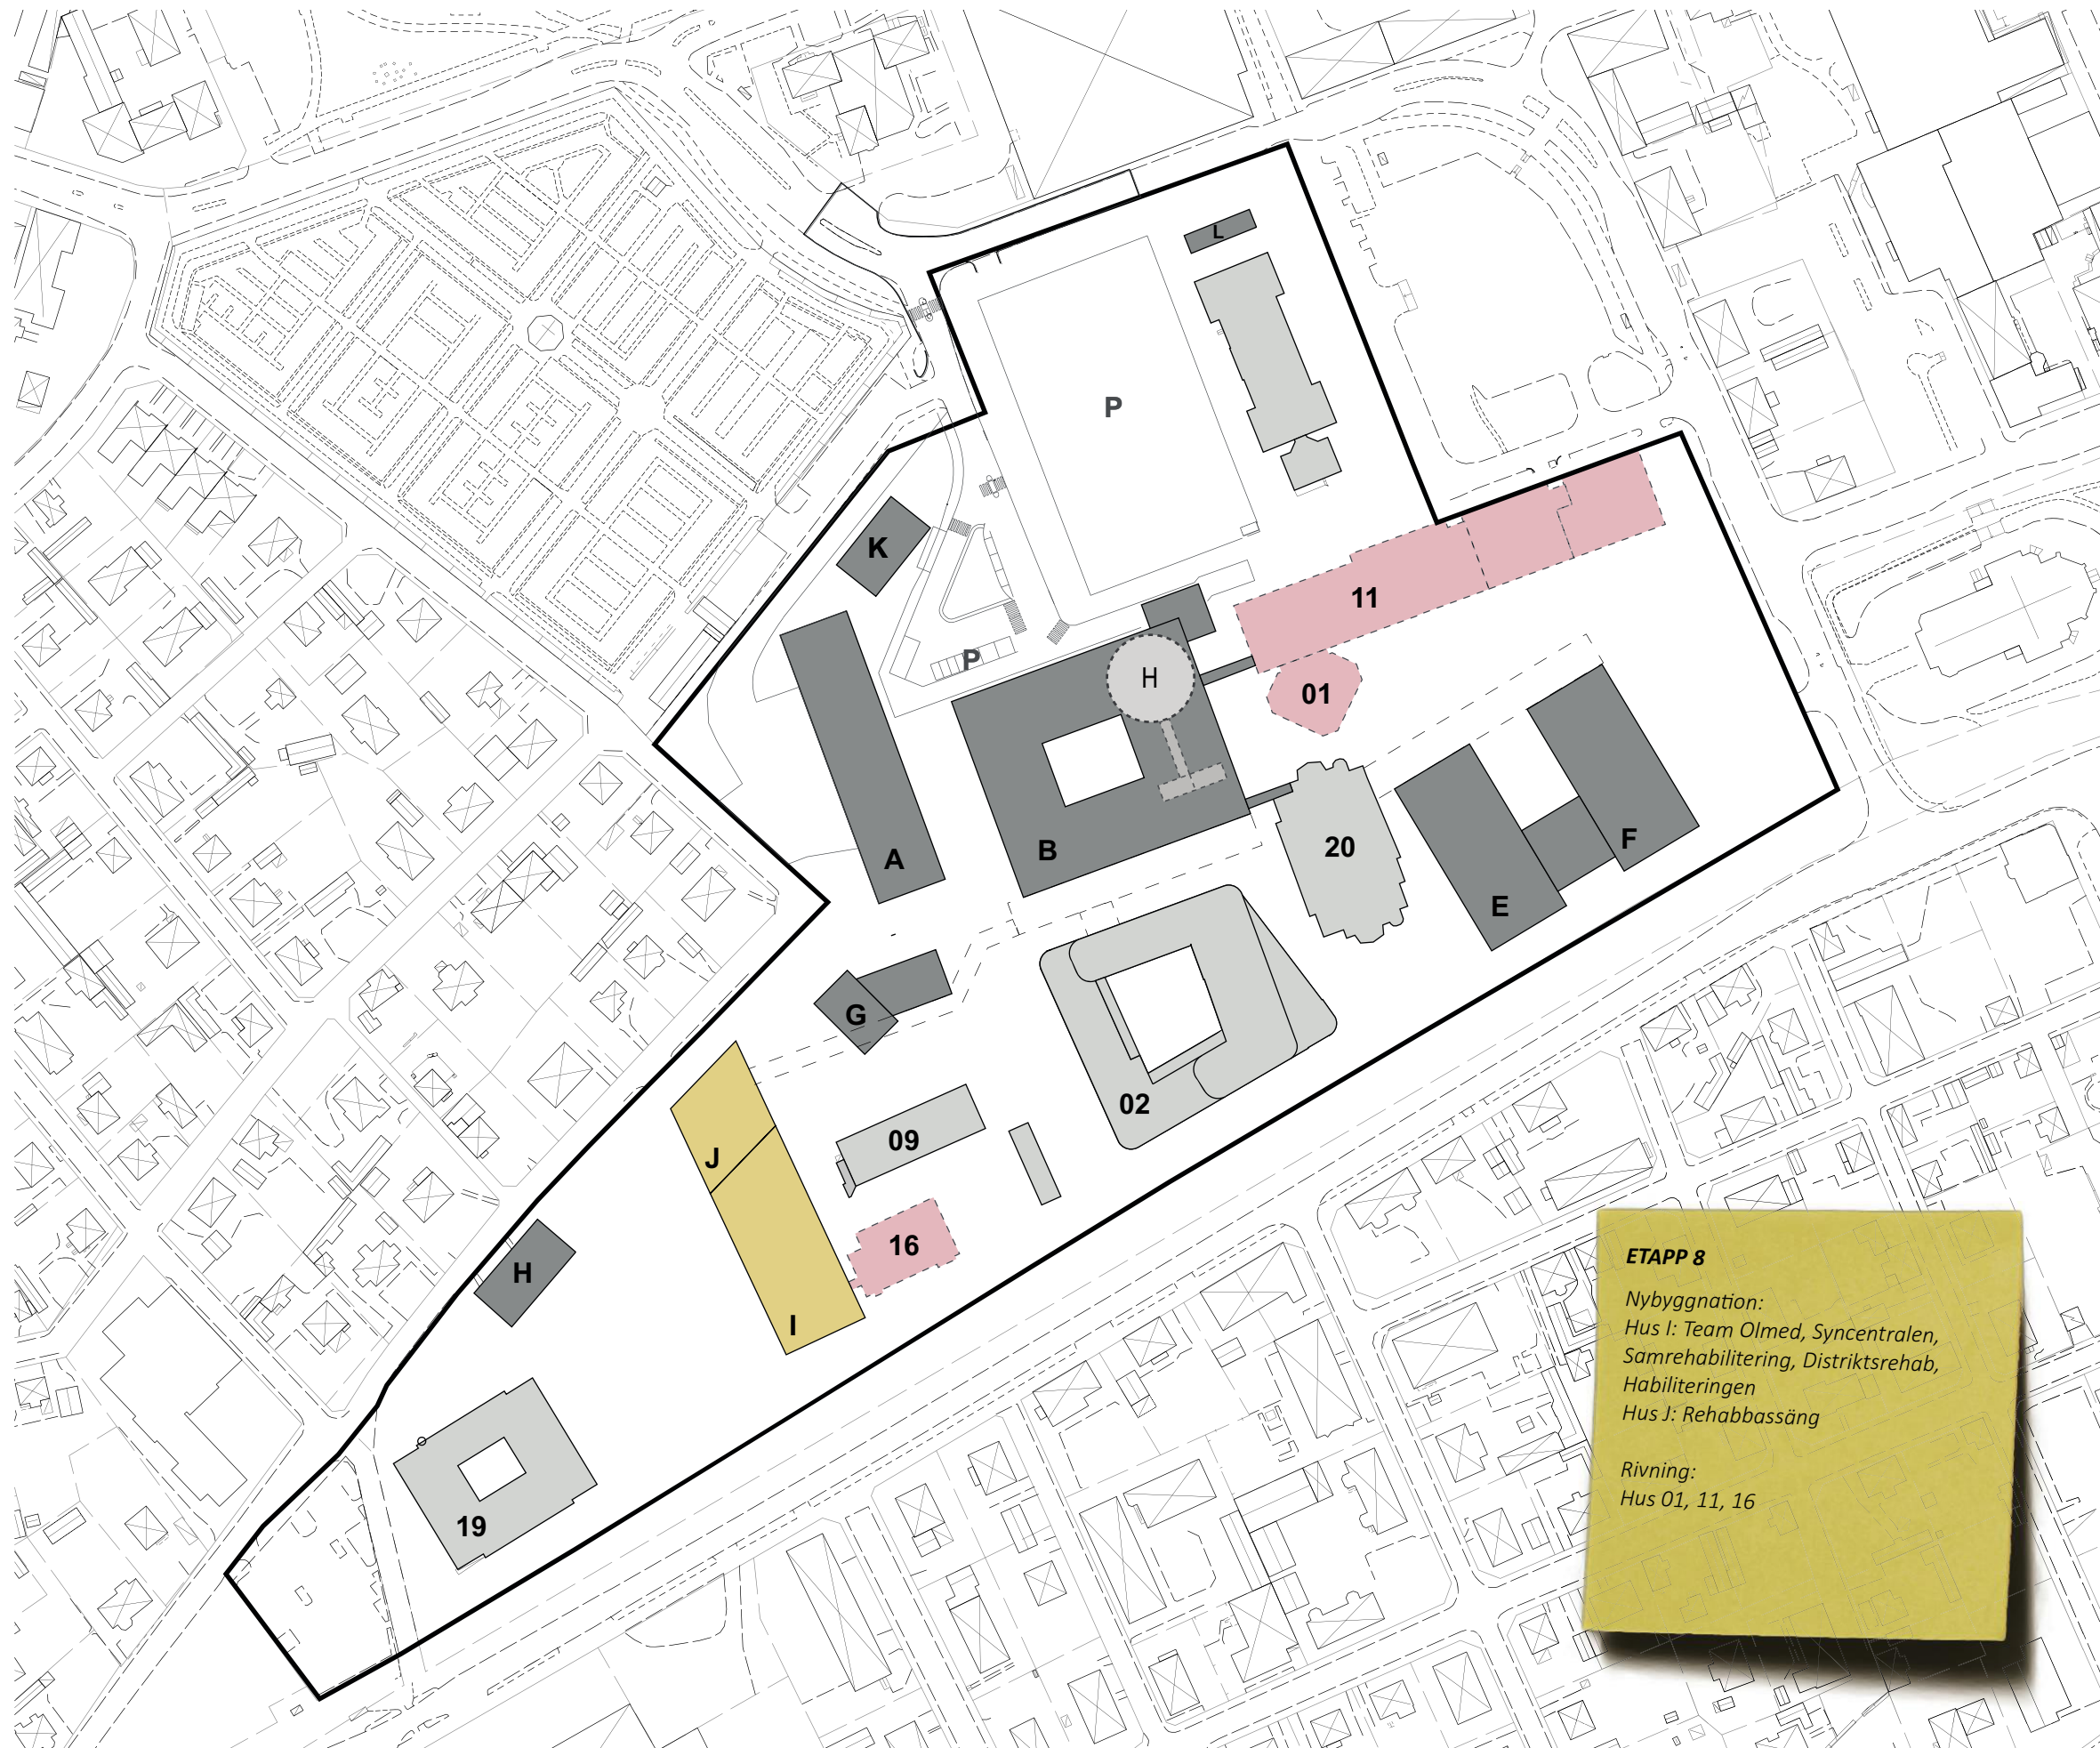 L
P
K
11
P
H
01
A
B
20
F
E
G
02
J
09
16
H
I
19
ETAPP 8
Nybyggnation:
Hus I: Team Olmed, Syncentralen,
Samrehabilitering, Distriktsrehab,
Habiliteringen
Hus J: Rehabbassäng
Rivning:
Hus 01, 11, 16